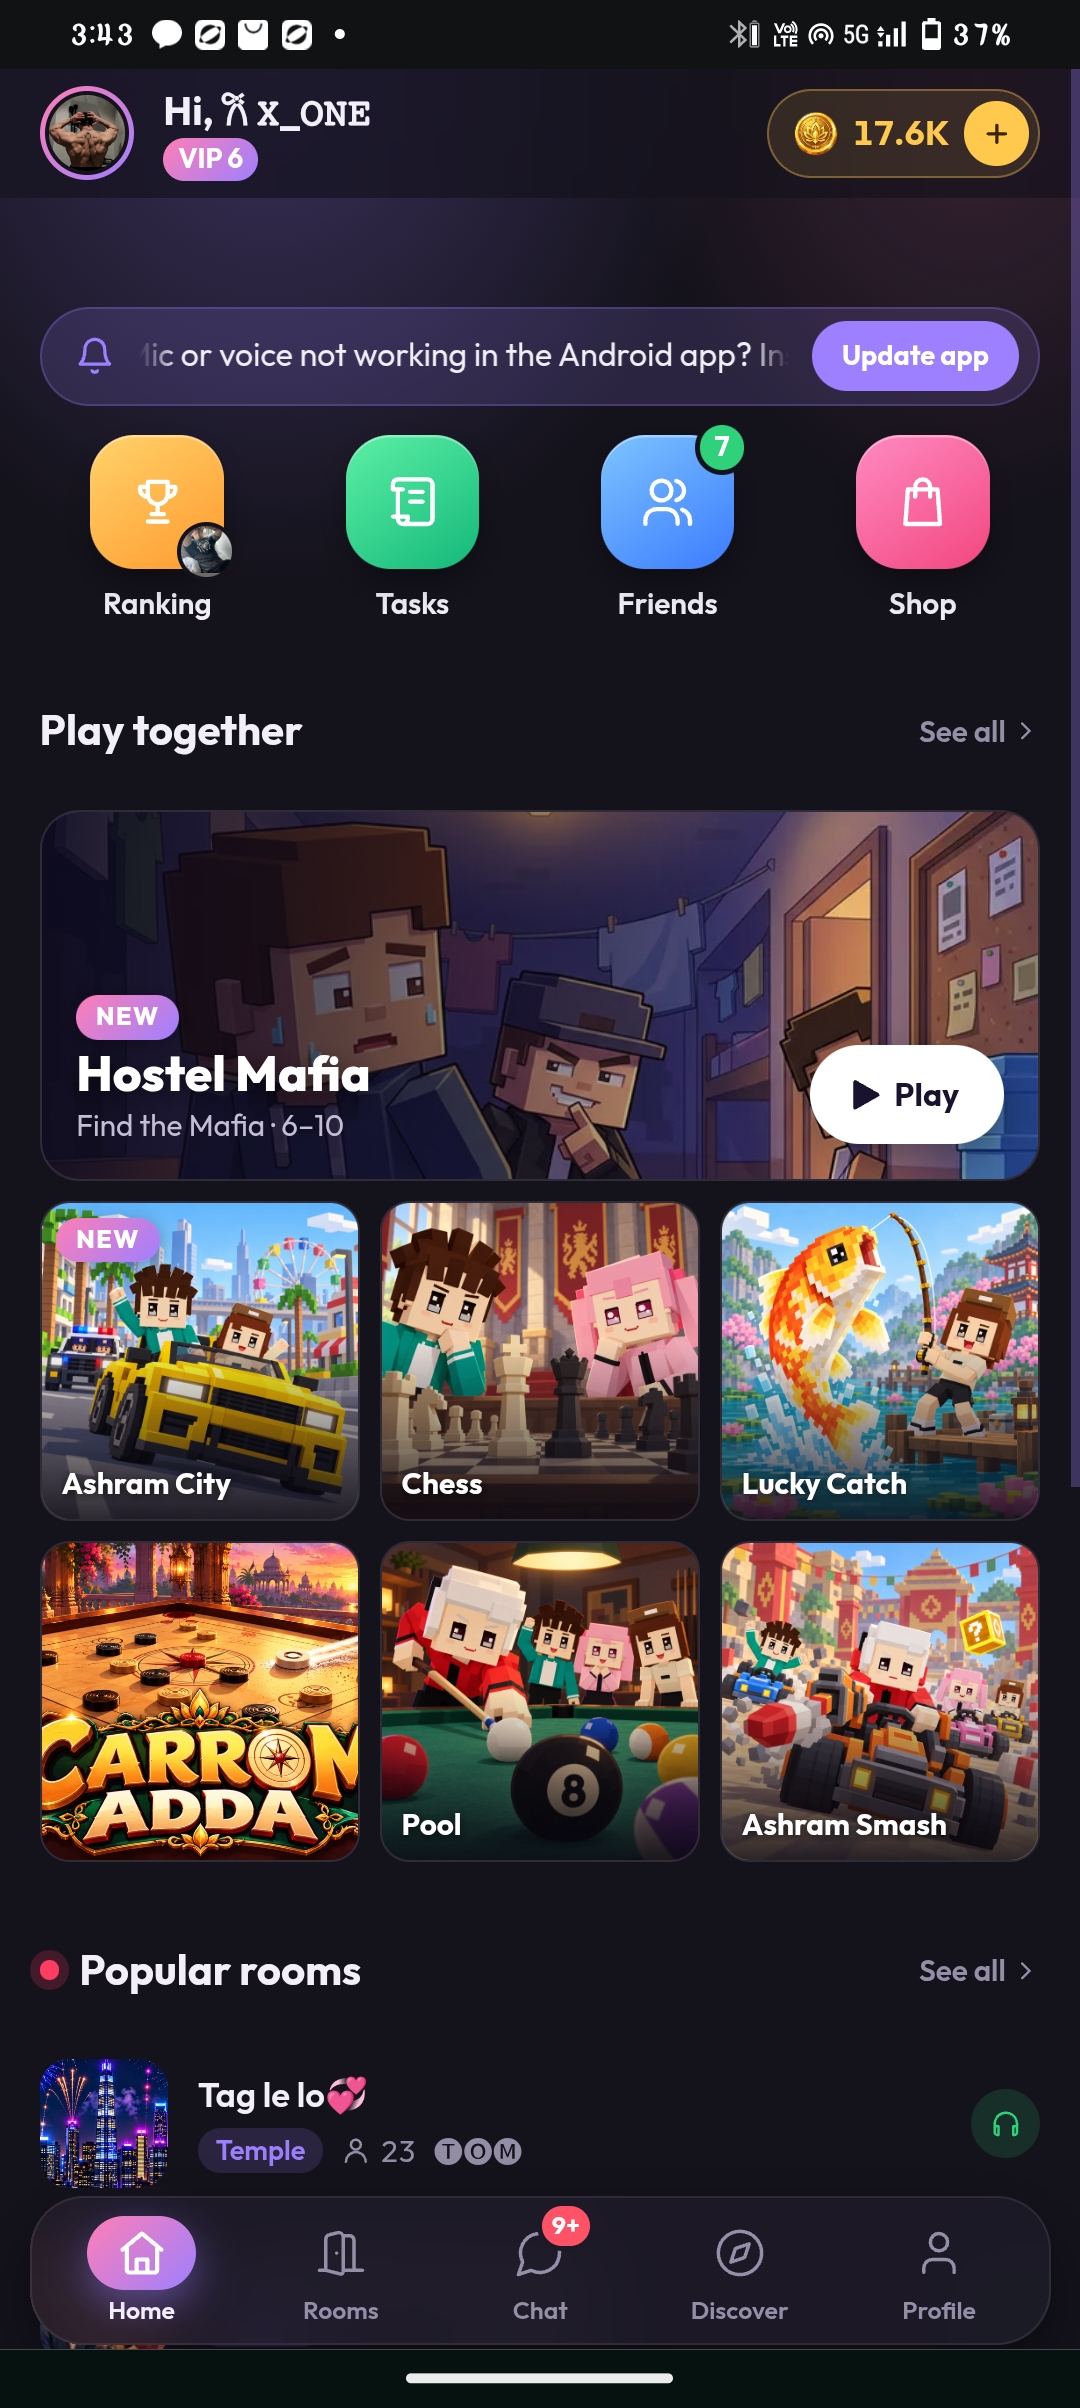 3:43
5G
37%
Hi, X_ONE
VIP 6
17.6K
Mic or voice not working in the Android app?
Update app
7
Ranking
Tasks
Friends
Shop
Play together
See all
NEW
Hostel Mafia
Find the Mafia · 6–10
Play
NEW
Ashram City
Chess
Lucky Catch
CARROM
ADDA
8
Pool
?
Ashram Smash
Popular rooms
See all
Tag le lo💞
Temple
23
🅣🅞🅜
9+
Home
Rooms
Chat
Discover
Profile